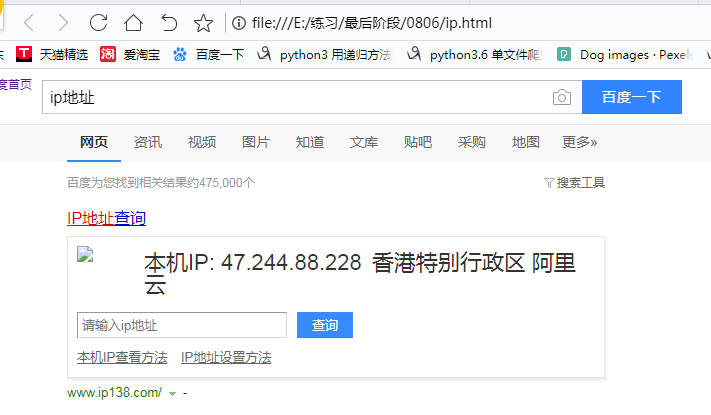 file:///E:/练习/最后阶段/0806/ip.html
天猫精选 爱淘宝 百度一下 python3 用递归方法 python3.6 单文件爬 Dog images · Pexels
度首页 ip地址 百度一下
网页 资讯 视频 图片 知道 文库 贴吧 采购 地图 更多»
百度为您找到相关结果约475,000个 搜索工具
IP地址查询
本机IP: 47.244.88.228 香港特别行政区 阿里
云
请输入ip地址 查询
本机IP查看方法 IP地址设置方法
www.ip138.com/ -